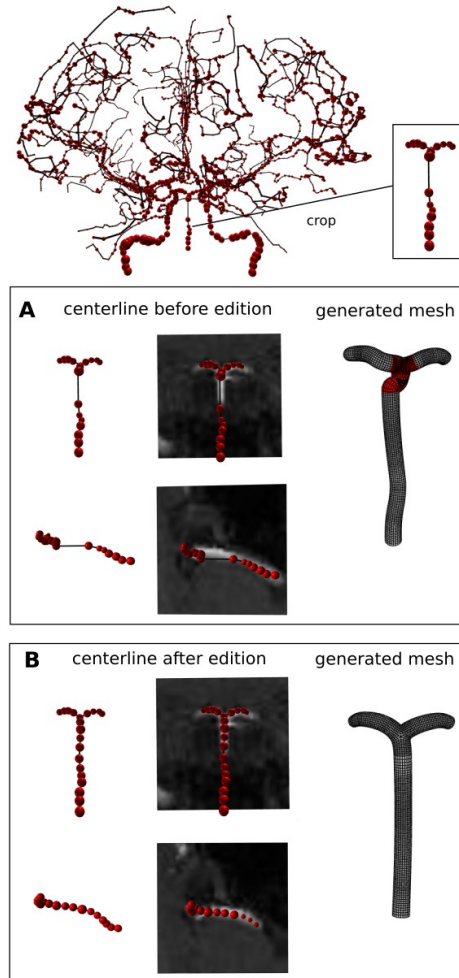 crop
A
centerline before edition
generated mesh
B
centerline after edition
generated mesh